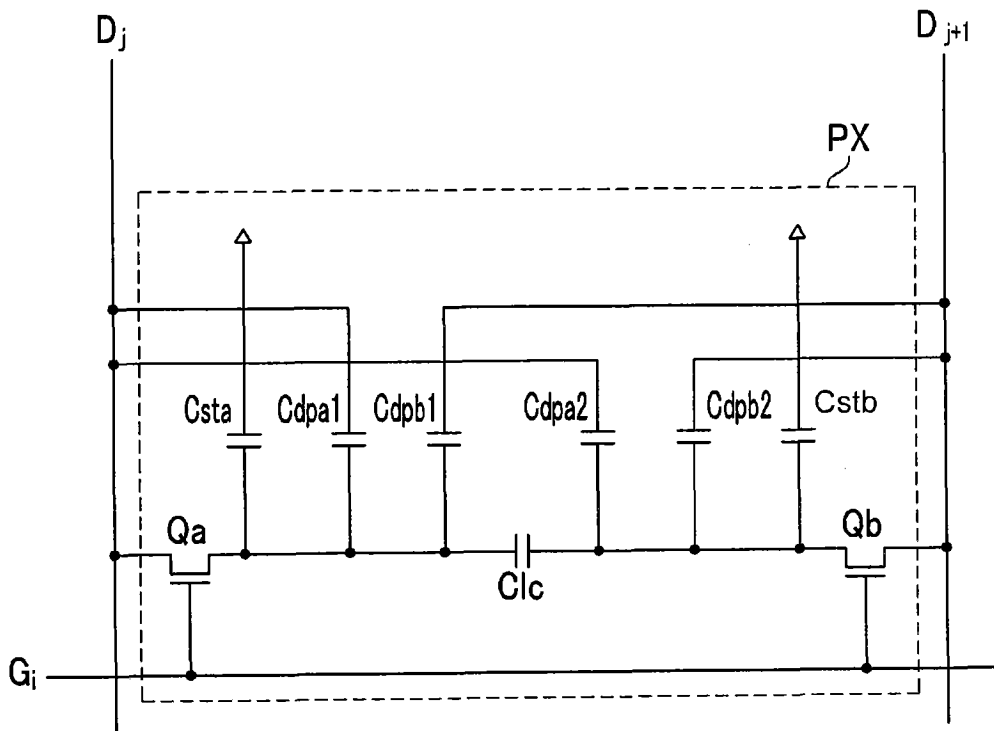 Dj
Dj+1
PX
Csta
Cdpa1
Cdpb1
Cdpa2
Cdpb2
Cstb
Qa
Qb
Clc
Gi